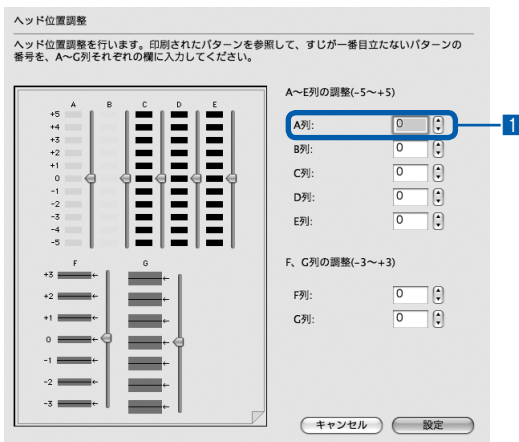 ヘッド位置調整
ヘッド位置調整を行います。印刷されたパターンを参照して、すじが一番目立たないパターンの
番号を、A〜G列それぞれの欄に入力してください。
A B C D E
+5
+4
+3
+2
+1
0
-1
-2
-3
-4
-5
F G
+3
+2
+1
0
-1
-2
-3
A〜E列の調整(-5〜+5)
A列: 0
1
B列: 0
C列: 0
D列: 0
E列: 0
F、G列の調整(-3〜+3)
F列: 0
G列: 0
キャンセル 設定